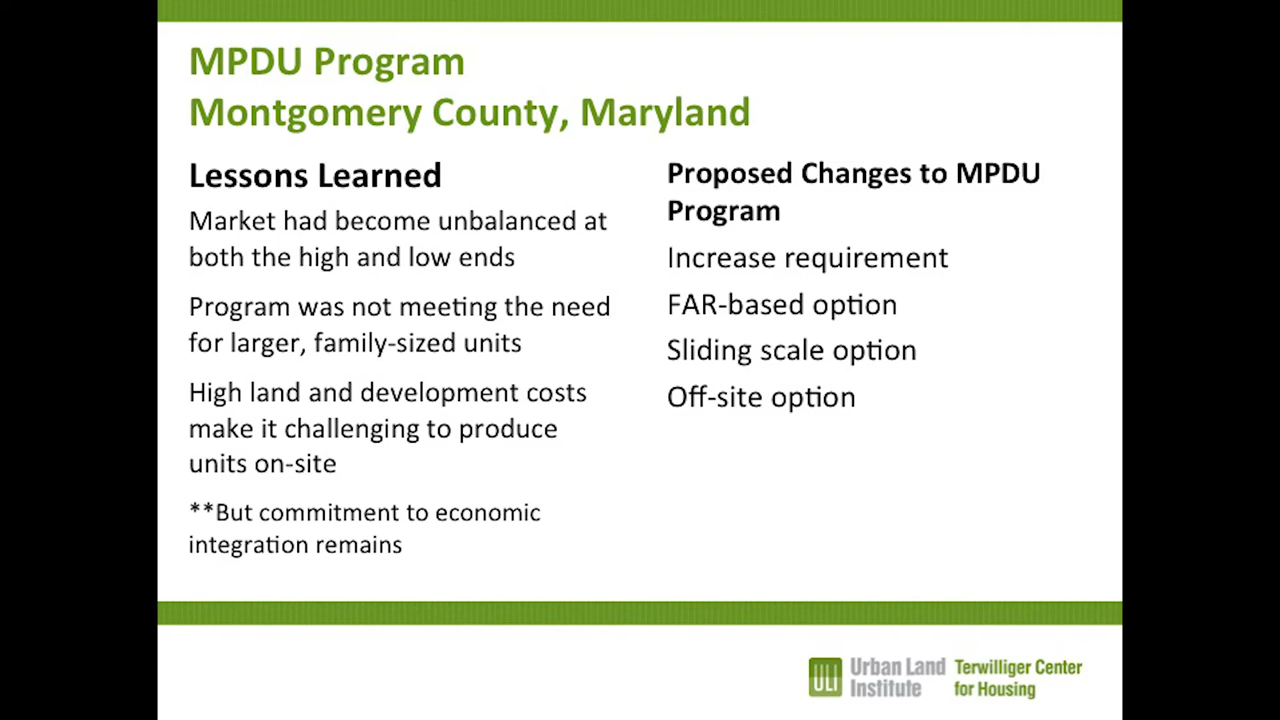 MPDU Program
Montgomery County, Maryland
Lessons Learned
Market had become unbalanced at
both the high and low ends
Program was not meeting the need
for larger, family-sized units
High land and development costs
make it challenging to produce
units on-site
**But commitment to economic
integration remains
Proposed Changes to MPDU
Program
Increase requirement
FAR-based option
Sliding scale option
Off-site option
ULI
Urban Land
Institute
Terwilliger Center
for Housing